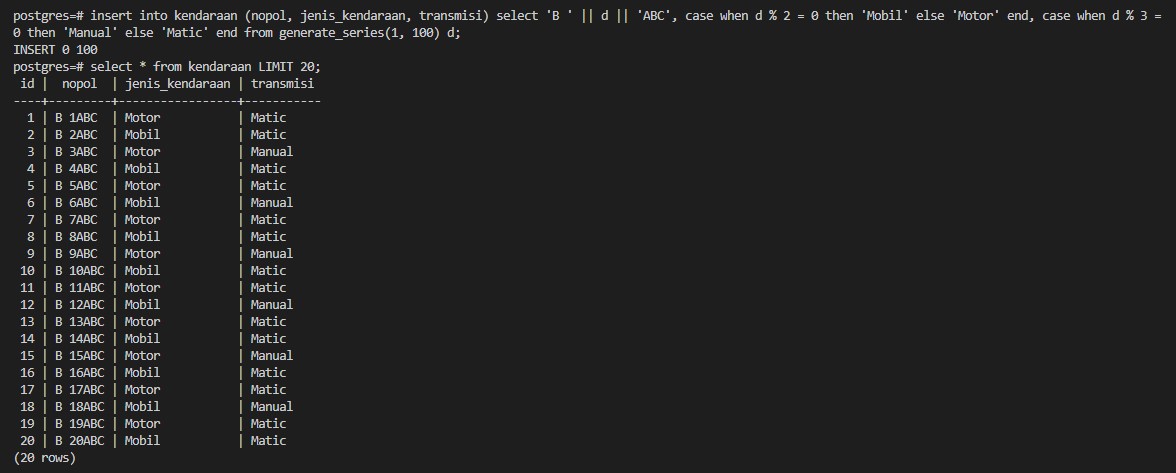 postgres=# insert into kendaraan (nopol, jenis_kendaraan, transmisi) select 'B ' || d || 'ABC', case when d % 2 = 0 then 'Mobil' else 'Motor' end, case when d % 3 =
0 then 'Manual' else 'Matic' end from generate_series(1, 100) d;
INSERT 0 100
postgres=# select * from kendaraan LIMIT 20;
 id |  nopol  | jenis_kendaraan | transmisi
----+---------+-----------------+-----------
  1 | B 1ABC  | Motor           | Matic
  2 | B 2ABC  | Mobil           | Matic
  3 | B 3ABC  | Motor           | Manual
  4 | B 4ABC  | Mobil           | Matic
  5 | B 5ABC  | Motor           | Matic
  6 | B 6ABC  | Mobil           | Manual
  7 | B 7ABC  | Motor           | Matic
  8 | B 8ABC  | Mobil           | Matic
  9 | B 9ABC  | Motor           | Manual
 10 | B 10ABC | Mobil           | Matic
 11 | B 11ABC | Motor           | Matic
 12 | B 12ABC | Mobil           | Manual
 13 | B 13ABC | Motor           | Matic
 14 | B 14ABC | Mobil           | Matic
 15 | B 15ABC | Motor           | Manual
 16 | B 16ABC | Mobil           | Matic
 17 | B 17ABC | Motor           | Matic
 18 | B 18ABC | Mobil           | Manual
 19 | B 19ABC | Motor           | Matic
 20 | B 20ABC | Mobil           | Matic
(20 rows)